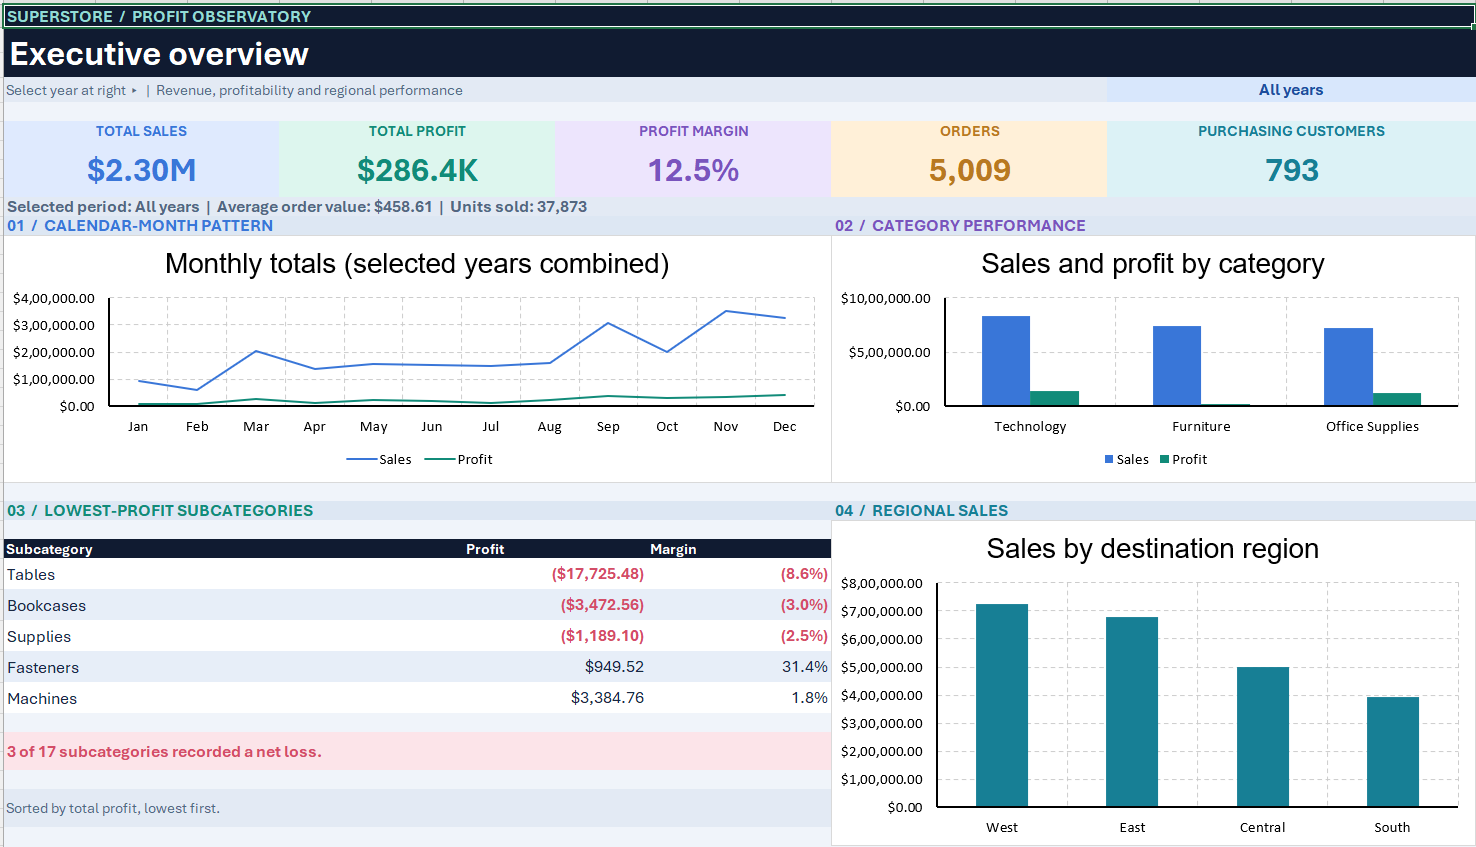 SUPERSTORE / PROFIT OBSERVATORY
Executive overview
Select year at right ▸ | Revenue, profitability and regional performance
All years
TOTAL SALES
$2.30M
TOTAL PROFIT
$286.4K
PROFIT MARGIN
12.5%
ORDERS
5,009
PURCHASING CUSTOMERS
793
Selected period: All years | Average order value: $458.61 | Units sold: 37,873
01 / CALENDAR-MONTH PATTERN
Monthly totals (selected years combined)
$4,00,000.00
$3,00,000.00
$2,00,000.00
$1,00,000.00
$0.00
Jan Feb Mar Apr May Jun Jul Aug Sep Oct Nov Dec
Sales Profit
02 / CATEGORY PERFORMANCE
Sales and profit by category
$10,00,000.00
$5,00,000.00
$0.00
Technology Furniture Office Supplies
Sales Profit
03 / LOWEST-PROFIT SUBCATEGORIES
Subcategory Profit Margin
Tables ($17,725.48) (8.6%)
Bookcases ($3,472.56) (3.0%)
Supplies ($1,189.10) (2.5%)
Fasteners $949.52 31.4%
Machines $3,384.76 1.8%
3 of 17 subcategories recorded a net loss.
Sorted by total profit, lowest first.
04 / REGIONAL SALES
Sales by destination region
$8,00,000.00
$7,00,000.00
$6,00,000.00
$5,00,000.00
$4,00,000.00
$3,00,000.00
$2,00,000.00
$1,00,000.00
$0.00
West East Central South